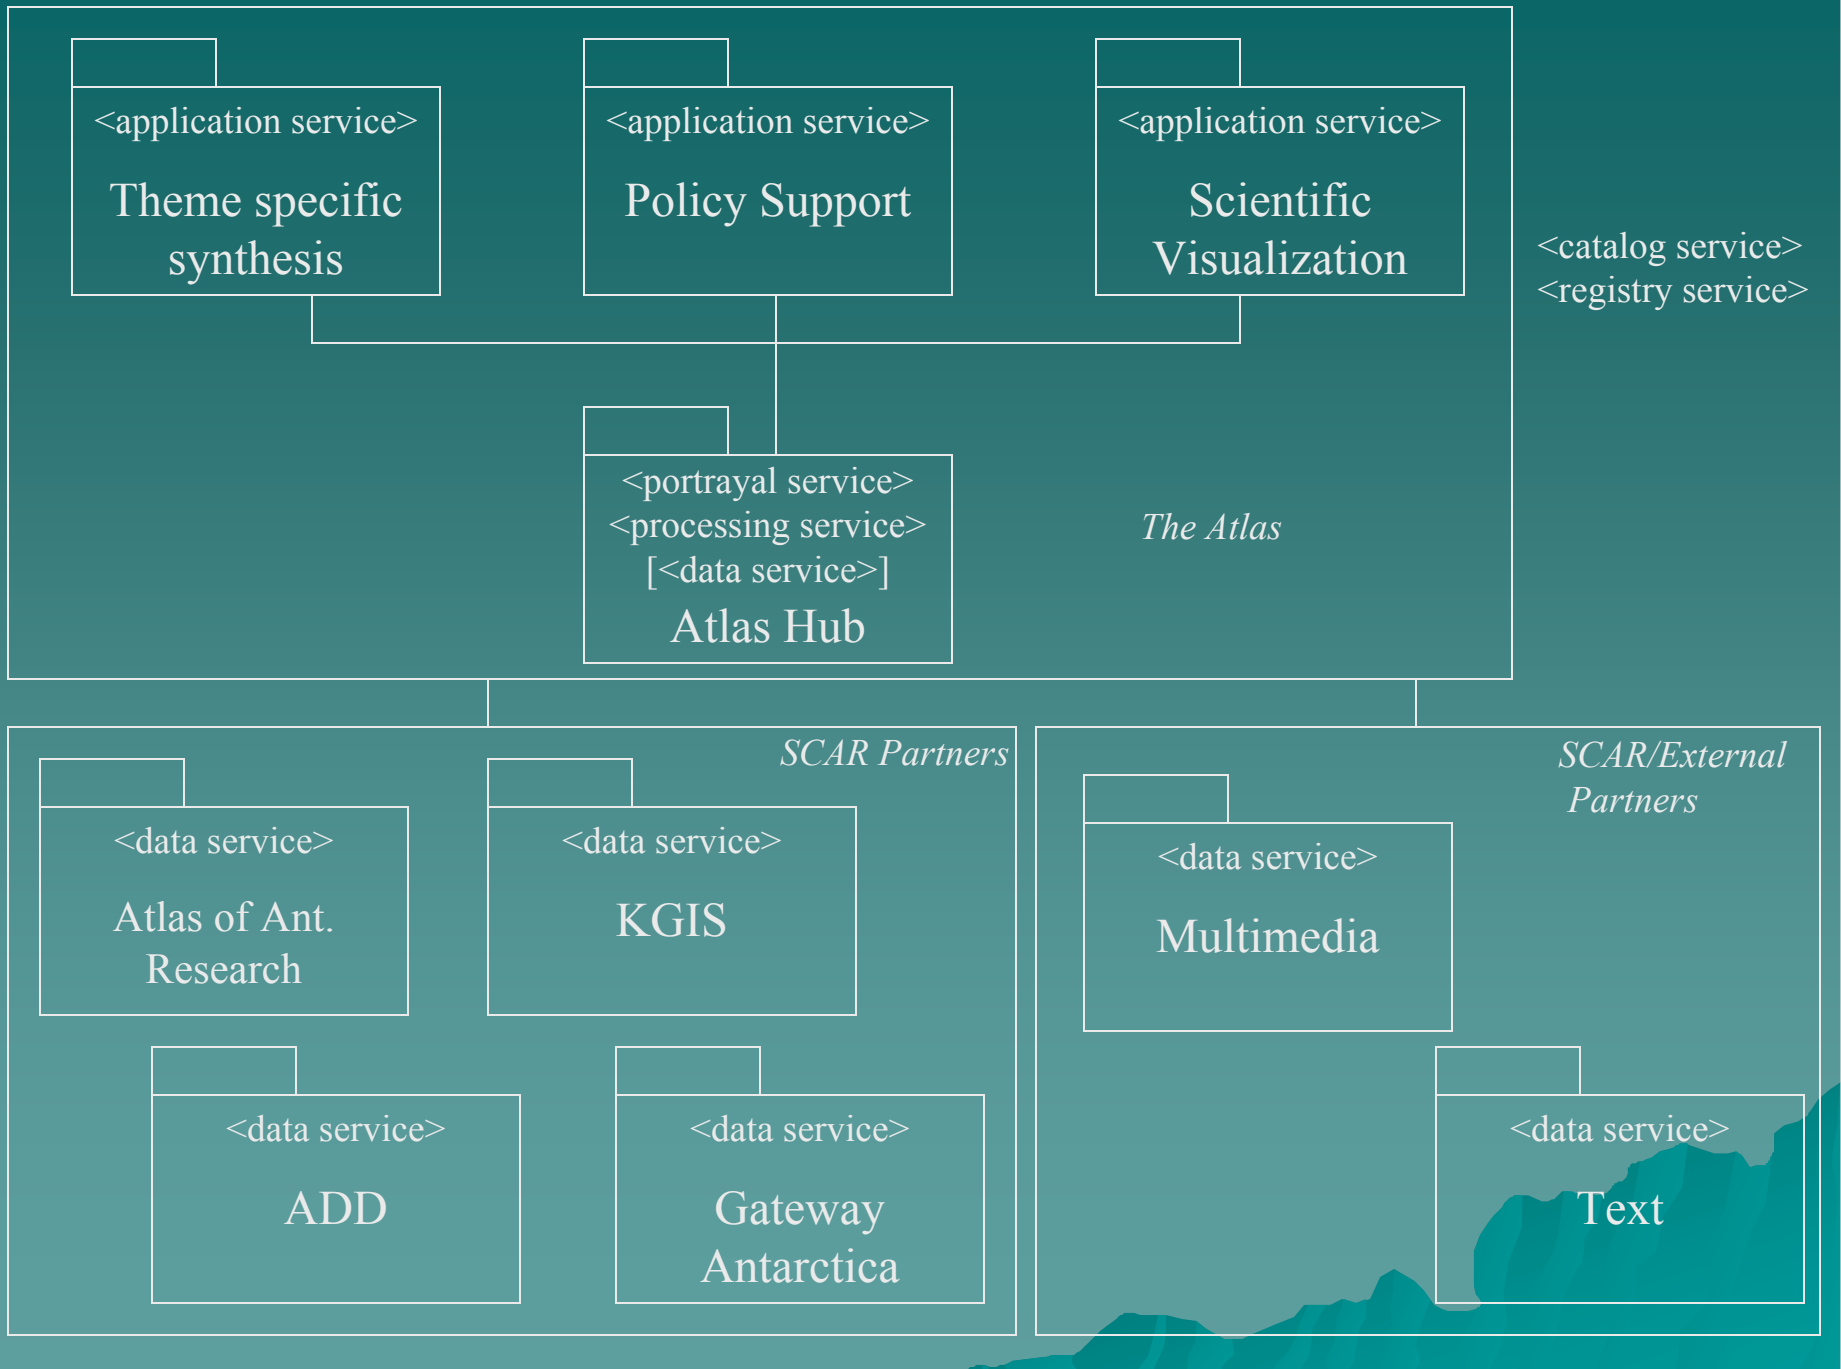 <application service>
Theme specific
synthesis
<application service>
Policy Support
<application service>
Scientific
Visualization
<catalog service>
<registry service>
<portrayal service>
<processing service>
[<data service>]
Atlas Hub
The Atlas
SCAR Partners
<data service>
Atlas of Ant.
Research
<data service>
KGIS
<data service>
ADD
<data service>
Gateway
Antarctica
SCAR/External
Partners
<data service>
Multimedia
<data service>
Text